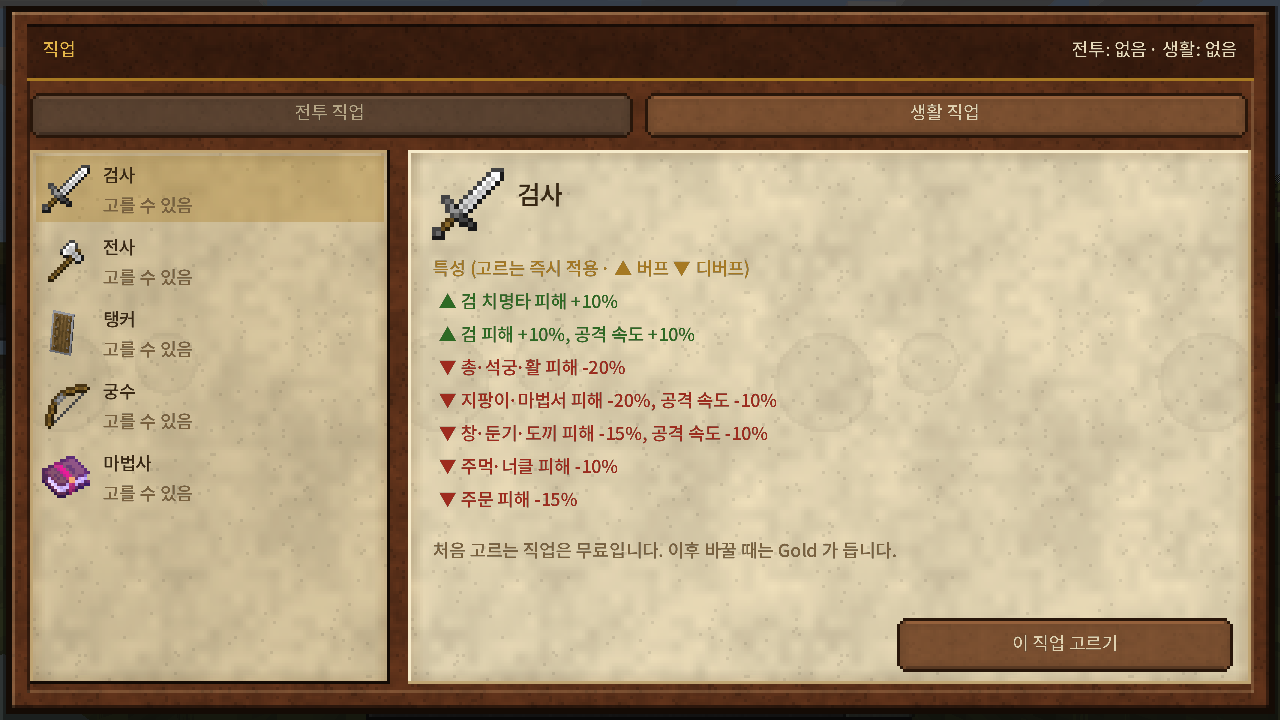 직업
전투: 없음 · 생활: 없음
전투 직업
생활 직업
검사
고를 수 있음
전사
고를 수 있음
탱커
고를 수 있음
궁수
고를 수 있음
마법사
고를 수 있음
검사
특성 (고르는 즉시 적용 · ▲ 버프 ▼ 디버프)
▲ 검 치명타 피해 +10%
▲ 검 피해 +10%, 공격 속도 +10%
▼ 총·석궁·활 피해 -20%
▼ 지팡이·마법서 피해 -20%, 공격 속도 -10%
▼ 창·둔기·도끼 피해 -15%, 공격 속도 -10%
▼ 주먹·너클 피해 -10%
▼ 주문 피해 -15%
처음 고르는 직업은 무료입니다. 이후 바꿀 때는 Gold 가 듭니다.
이 직업 고르기